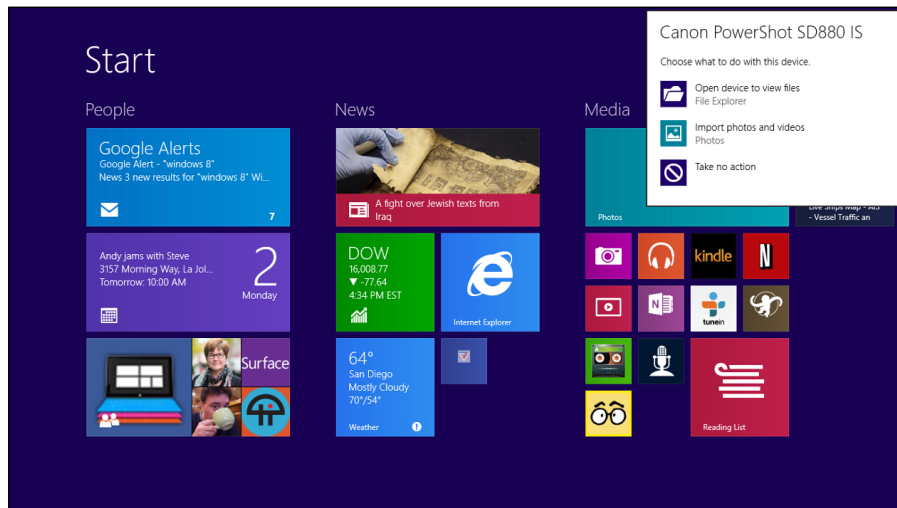 Start
People
Google Alerts
Google Alert - "windows 8"
News 3 new results for "windows 8" Wi...
7
Andy jams with Steve
3157 Morning Way, La Jol...
Tomorrow: 10:00 AM
2
Monday
Surface
News
A fight over Jewish texts from
Iraq
DOW
16,008.77
▼ -77.64
4:34 PM EST
Internet Explorer
64°
San Diego
Mostly Cloudy
70°/54°
Weather
Media
Photos
kindle
N
N
tunein
Reading List
Canon PowerShot SD880 IS
Choose what to do with this device.
Open device to view files
File Explorer
Import photos and videos
Photos
Take no action
Live Ships Map - AIS
- Vessel Traffic an